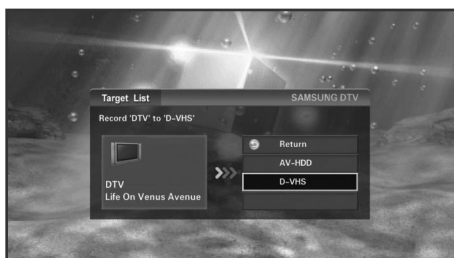 Target List
SAMSUNG DTV
Record 'DTV' to 'D-VHS'
Return
AV-HDD
D-VHS
DTV
Life On Venus Avenue